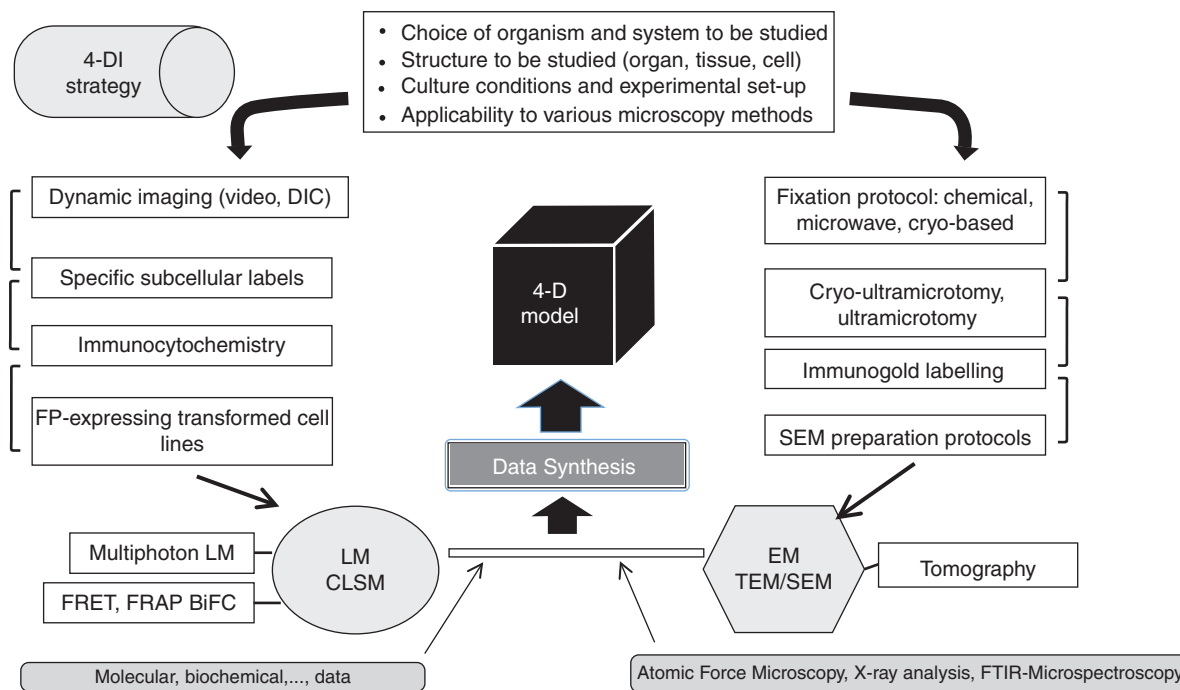 4-DI
strategy
• Choice of organism and system to be studied
• Structure to be studied (organ, tissue, cell)
• Culture conditions and experimental set-up
• Applicability to various microscopy methods
Dynamic imaging (video, DIC)
Specific subcellular labels
Immunocytochemistry
FP-expressing transformed cell
lines
Fixation protocol: chemical,
microwave, cryo-based
Cryo-ultramicrotomy,
ultramicrotomy
Immunogold labelling
SEM preparation protocols
4-D
model
Data Synthesis
Multiphoton LM
FRET, FRAP BiFC
LM
CLSM
EM
TEM/SEM
Tomography
Molecular, biochemical,..., data
Atomic Force Microscopy, X-ray analysis, FTIR-Microspectroscopy